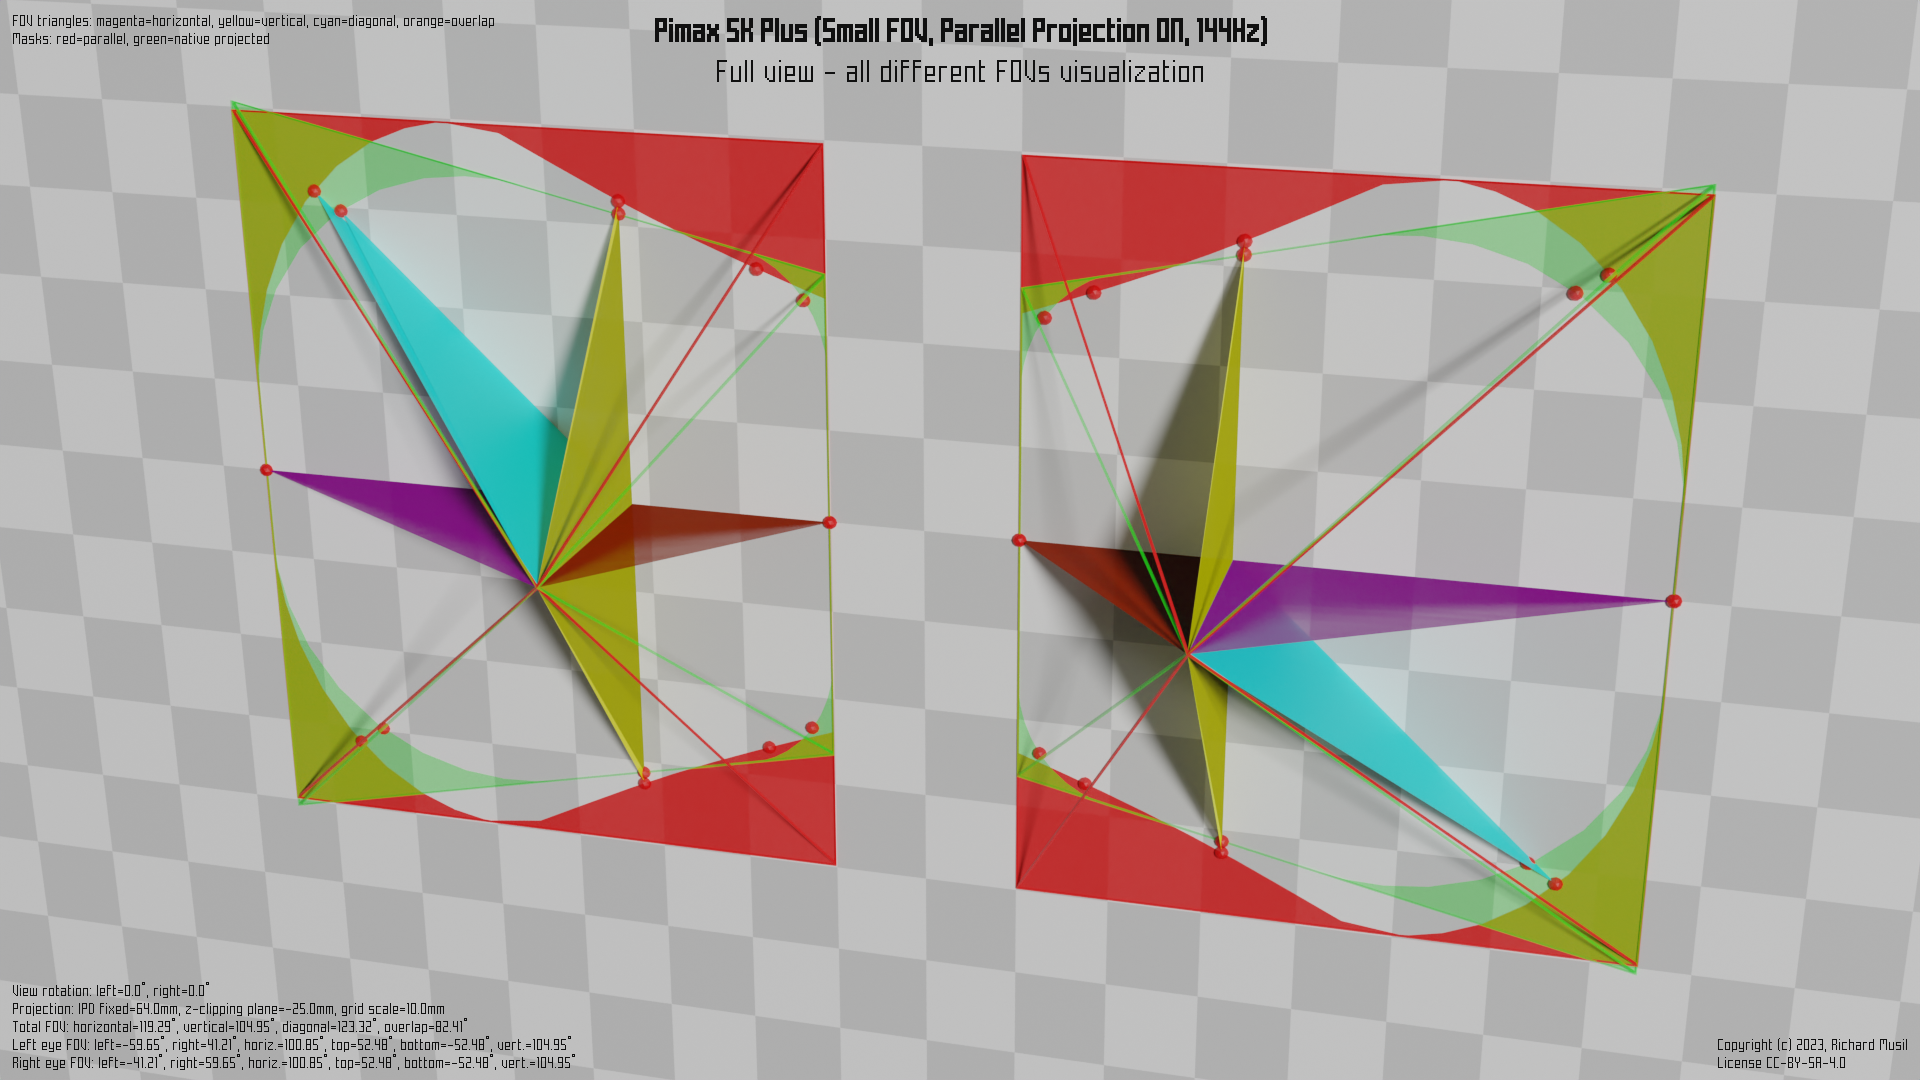 FOV triangles: magenta=horizontal, yellow=vertical, cyan=diagonal, orange=overlap
Masks: red=parallel, green=native projected
Pimax 5K Plus (Small FOV, Parallel Projection ON, 144Hz)
Full view - all different FOVs visualization
View rotation: left=0.0°, right=0.0°
Projection: IPD fixed=64.0mm, z-clipping plane=-25.0mm, grid scale=10.0mm
Total FOV: horizontal=119.29°, vertical=104.95°, diagonal=123.32°, overlap=82.41°
Left eye FOV: left=-59.65°, right=41.21°, horiz.=100.85°, top=52.48°, bottom=-52.48°, vert.=104.95°
Right eye FOV: left=-41.21°, right=59.65°, horiz.=100.85°, top=52.48°, bottom=-52.48°, vert.=104.95°
Copyright (c) 2023, Richard Musil
License CC-BY-SA-4.0